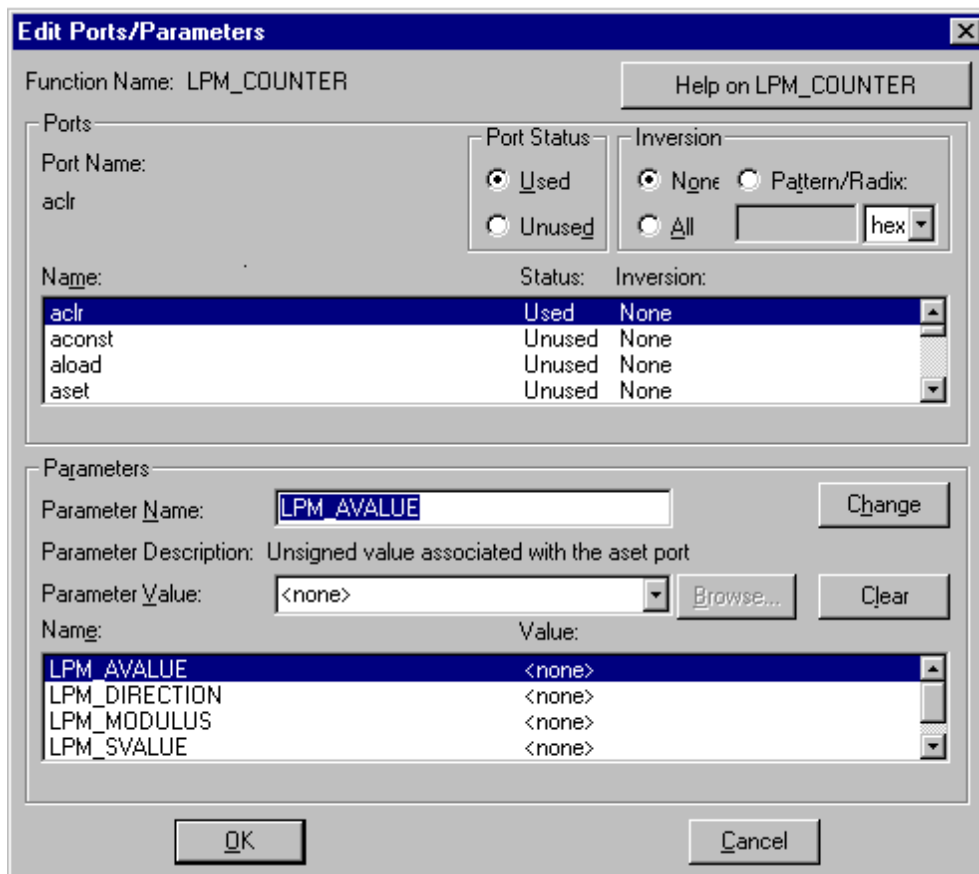 Edit Ports/Parameters
Function Name: LPM_COUNTER
Help on LPM_COUNTER
Ports
Port Name:
aclr
Port Status
Used
Unused
Inversion
None Pattern/Radix:
All hex
Name: Status: Inversion:
aclr Used None
aconst Unused None
aload Unused None
aset Unused None
Parameters
Parameter Name: LPM_AVALUE Change
Parameter Description: Unsigned value associated with the aset port
Parameter Value: <none> Browse... Clear
Name: Value:
LPM_AVALUE <none>
LPM_DIRECTION <none>
LPM_MODULUS <none>
LPM_SVALUE <none>
OK Cancel